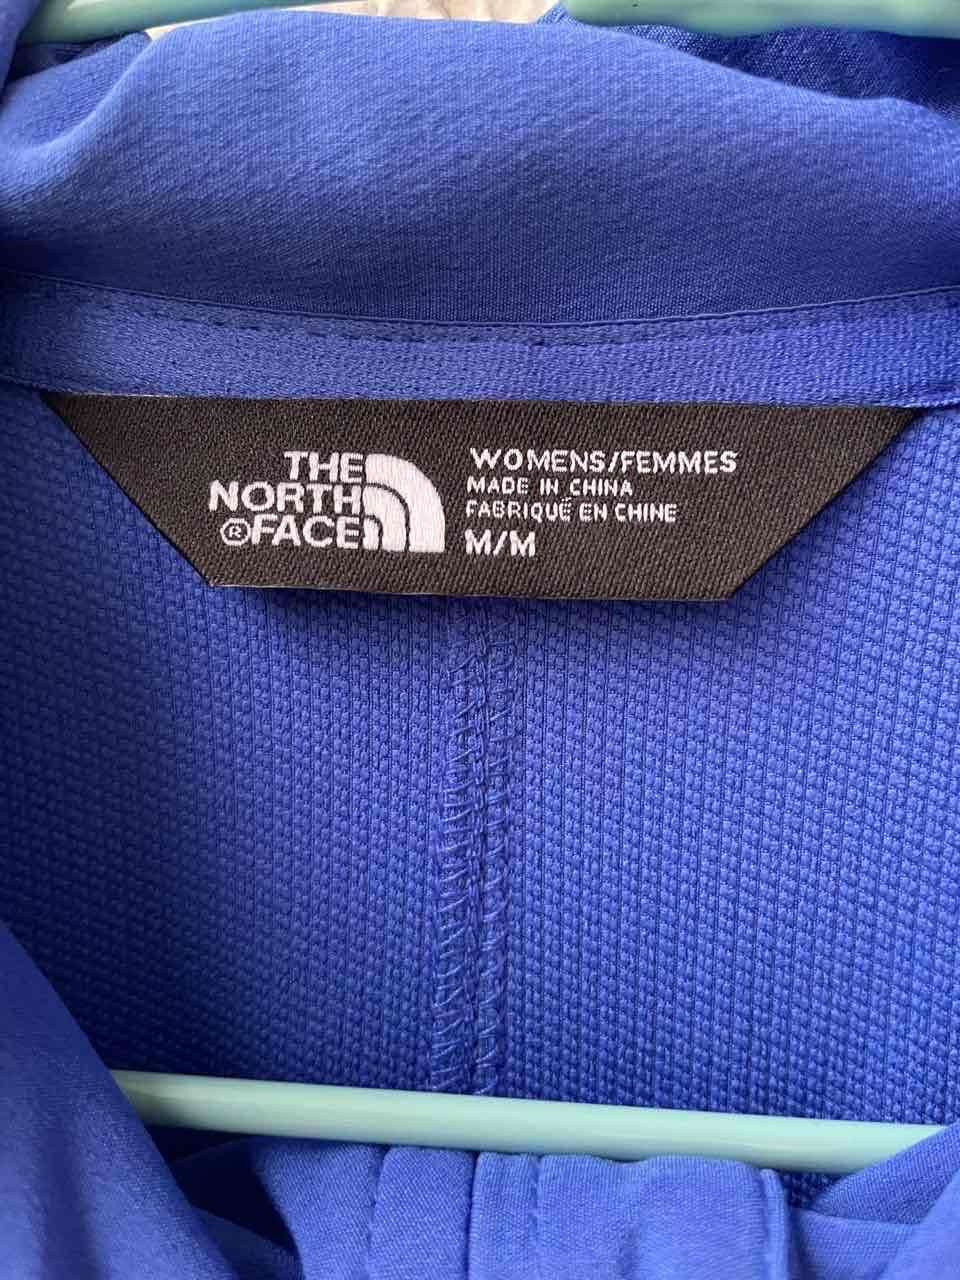 THE
NORTH
®FACE
WOMENS/FEMMES
MADE IN CHINA
FABRIQUÉ EN CHINE
M/M